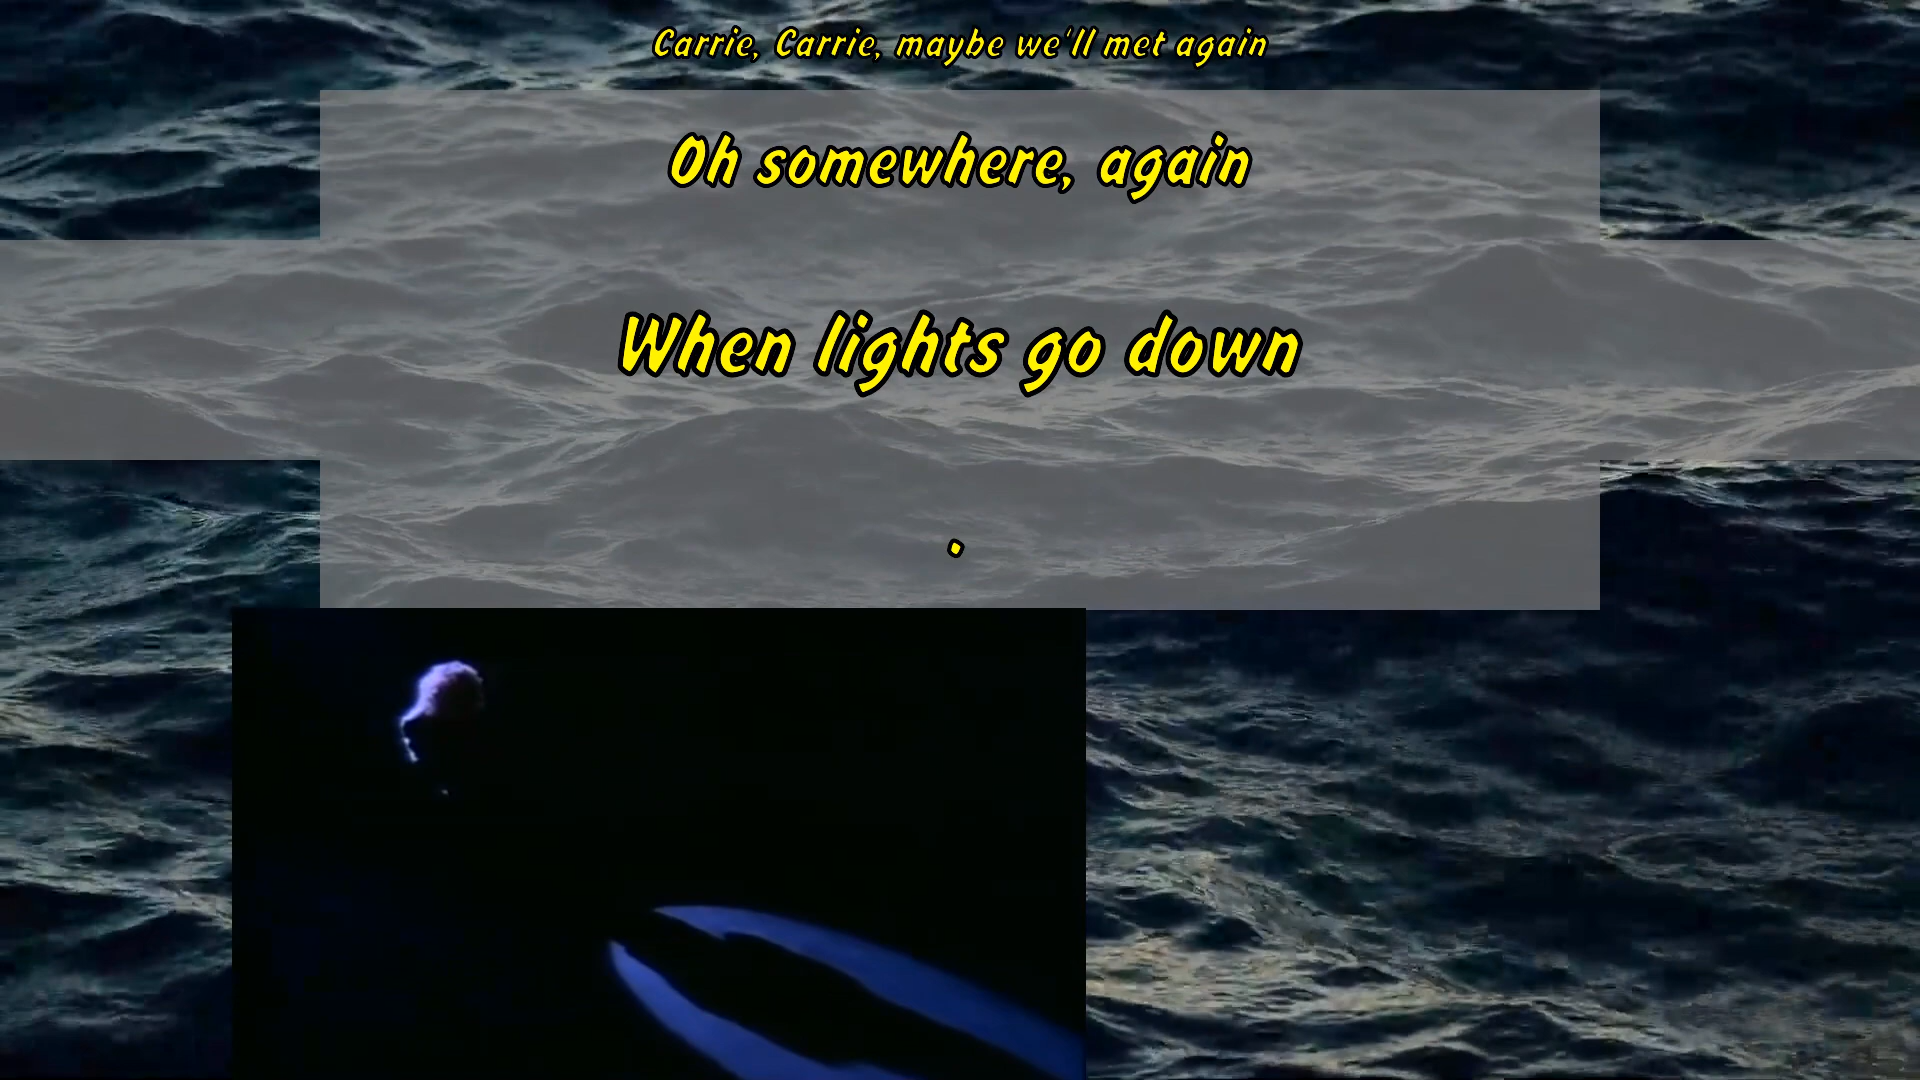 Carrie, Carrie, maybe we'll met again
Oh somewhere, again
When lights go down
.